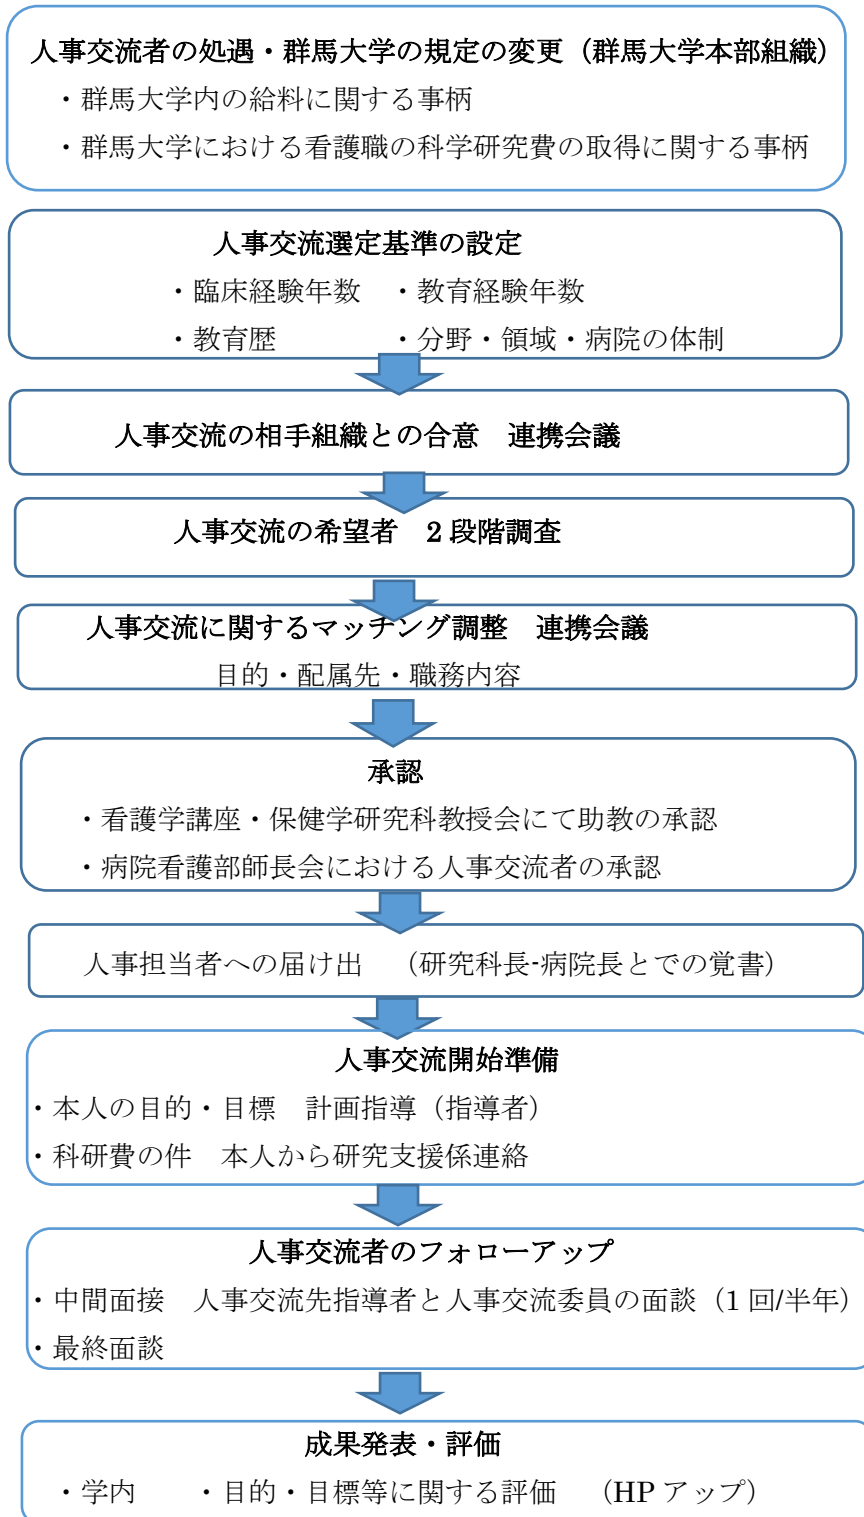 人事交流者の処遇・群馬大学の規定の変更（群馬大学本部組織）
・群馬大学内の給料に関する事柄
・群馬大学における看護職の科学研究費の取得に関する事柄
人事交流選定基準の設定
・臨床経験年数　・教育経験年数
・教育歴　・分野・領域・病院の体制
人事交流の相手組織との合意　連携会議
人事交流の希望者　2 段階調査
人事交流に関するマッチング調整　連携会議
目的・配属先・職務内容
承認
・看護学講座・保健学研究科教授会にて助教の承認
・病院看護部師長会における人事交流者の承認
人事担当者への届け出　（研究科長-病院長とでの覚書）
人事交流開始準備
・本人の目的・目標　計画指導（指導者）
・科研費の件　本人から研究支援係連絡
人事交流者のフォローアップ
・中間面接　人事交流先指導者と人事交流委員の面談（1 回/半年）
・最終面談
成果発表・評価
・学内　・目的・目標等に関する評価　（HP アップ）